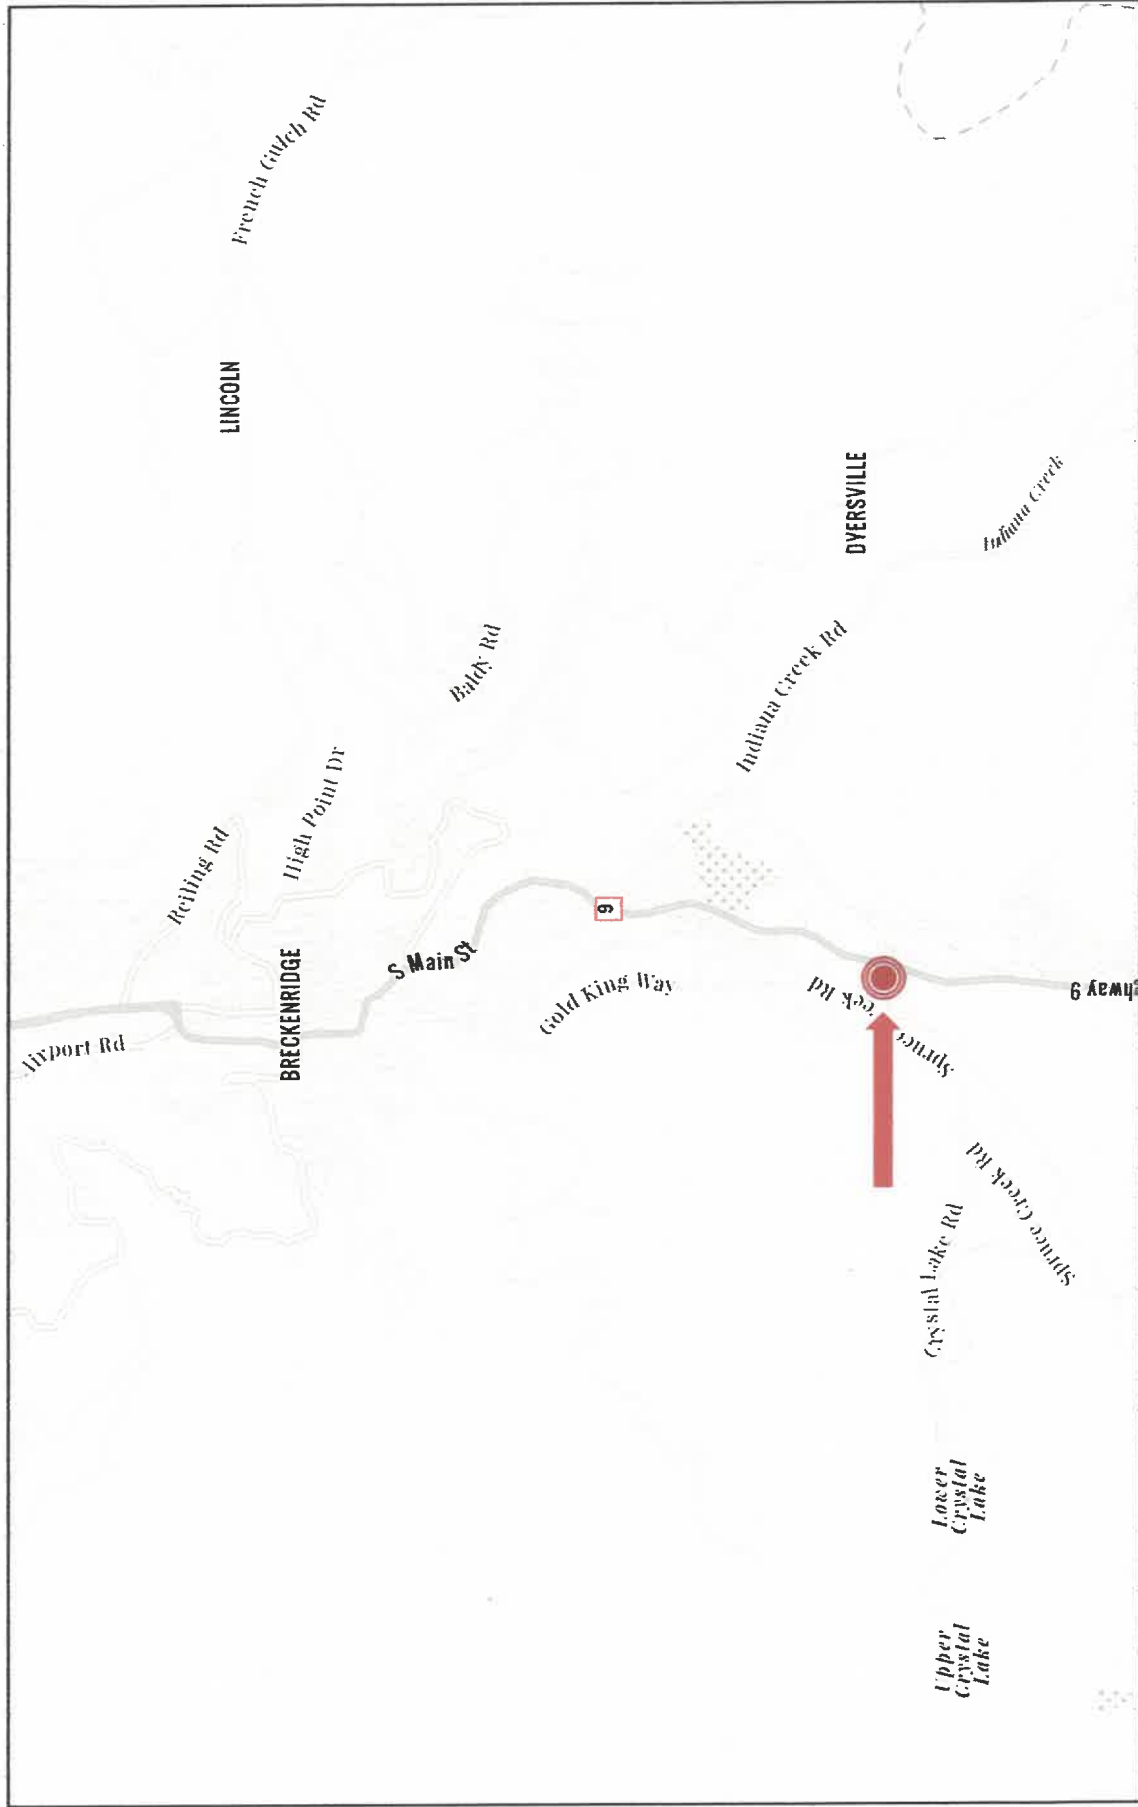 French Gulch Rd
LINCOLN
DYERSVILLE
Indiana Creek
Baldy Rd
Indiana Creek Rd
High Point Dr
Reiling Rd
9
S Main St
BRECKENRIDGE
Airport Rd
Gold King Way
Spruce
Rd
ghway 9
Spruce Creek Rd
Crystal Lake Rd
Lower
Crystal
Lake
Upper
Crystal
Lake